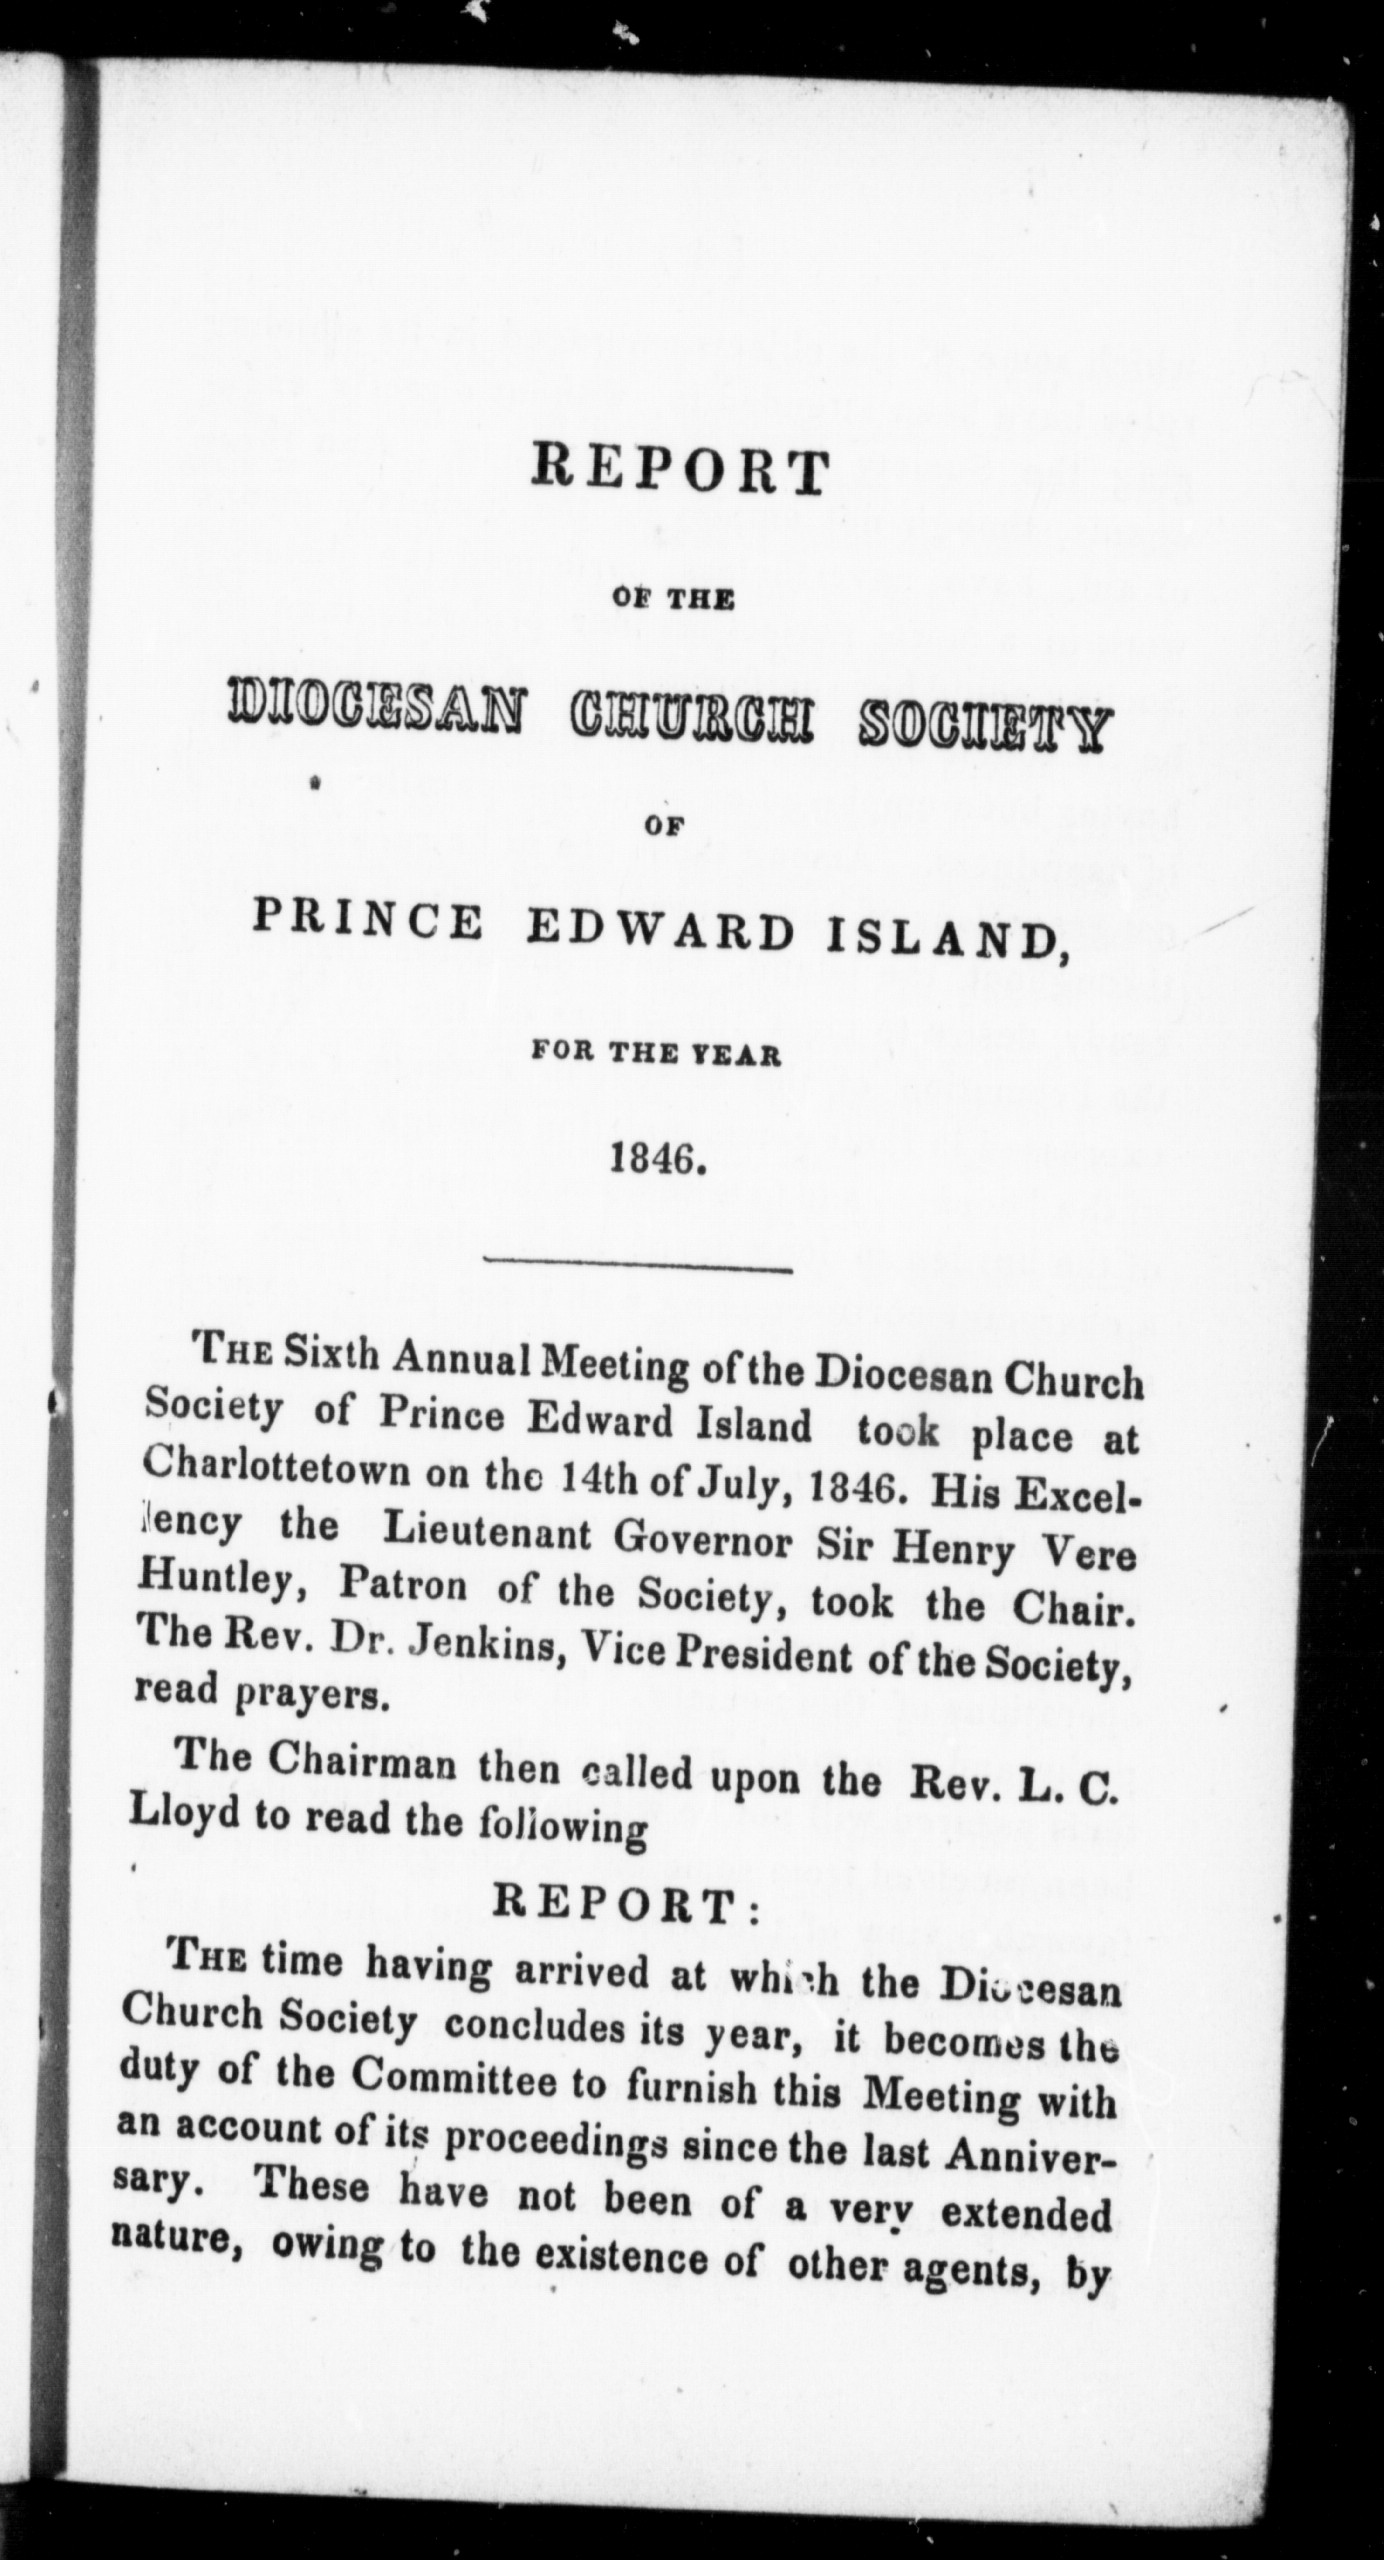 REPORT
OF THE
DIOCESAN CHURCH SOCIETY
OF
PRINCE EDWARD ISLAND,
FOR THE YEAR
1846.
THE Sixth Annual Meeting of the Diocesan Church
Society of Prince Edward Island took place at
Charlottetown on the 14th of July, 1846. His Excel-
lency the Lieutenant Governor Sir Henry Vere
Huntley, Patron of the Society, took the Chair.
The Rev. Dr. Jenkins, Vice President of the Society,
read prayers.
The Chairman then called upon the Rev. L. C.
Lloyd to read the following
REPORT:
THE time having arrived at which the Diocesan
Church Society concludes its year, it becomes the
duty of the Committee to furnish this Meeting with
an account of its proceedings since the last Anniver-
sary. These have not been of a very extended
nature, owing to the existence of other agents, by